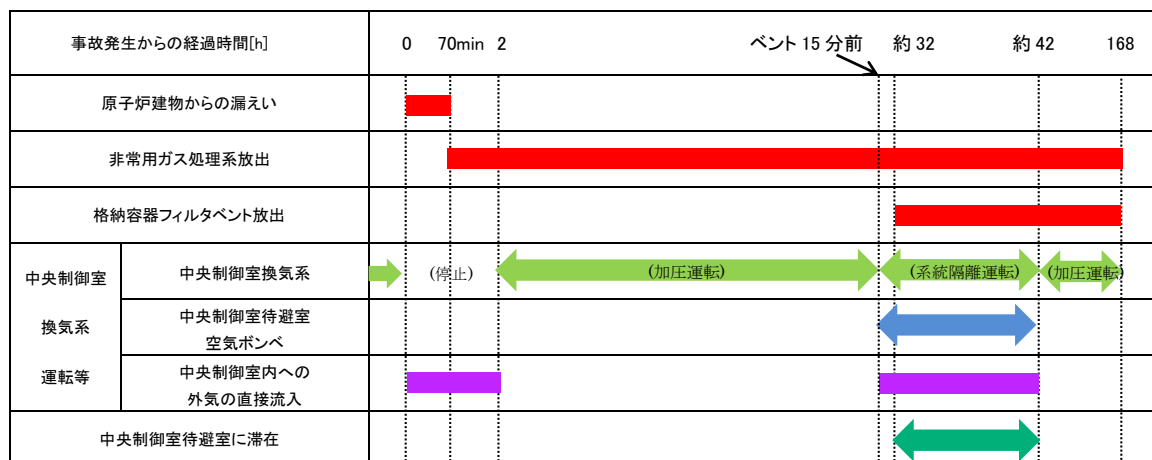 事故発生からの経過時間[h]
0 70min 2 ベント 15 分前 約 32 約 42 168
原子炉建物からの漏えい
非常用ガス処理系放出
格納容器フィルタベント放出
中央制御室
換気系
運転等
中央制御室換気系
(停止) (加圧運転) (系統隔離運転) (加圧運転)
中央制御室待避室
空気ボンベ
中央制御室内への
外気の直接流入
中央制御室待避室に滞在